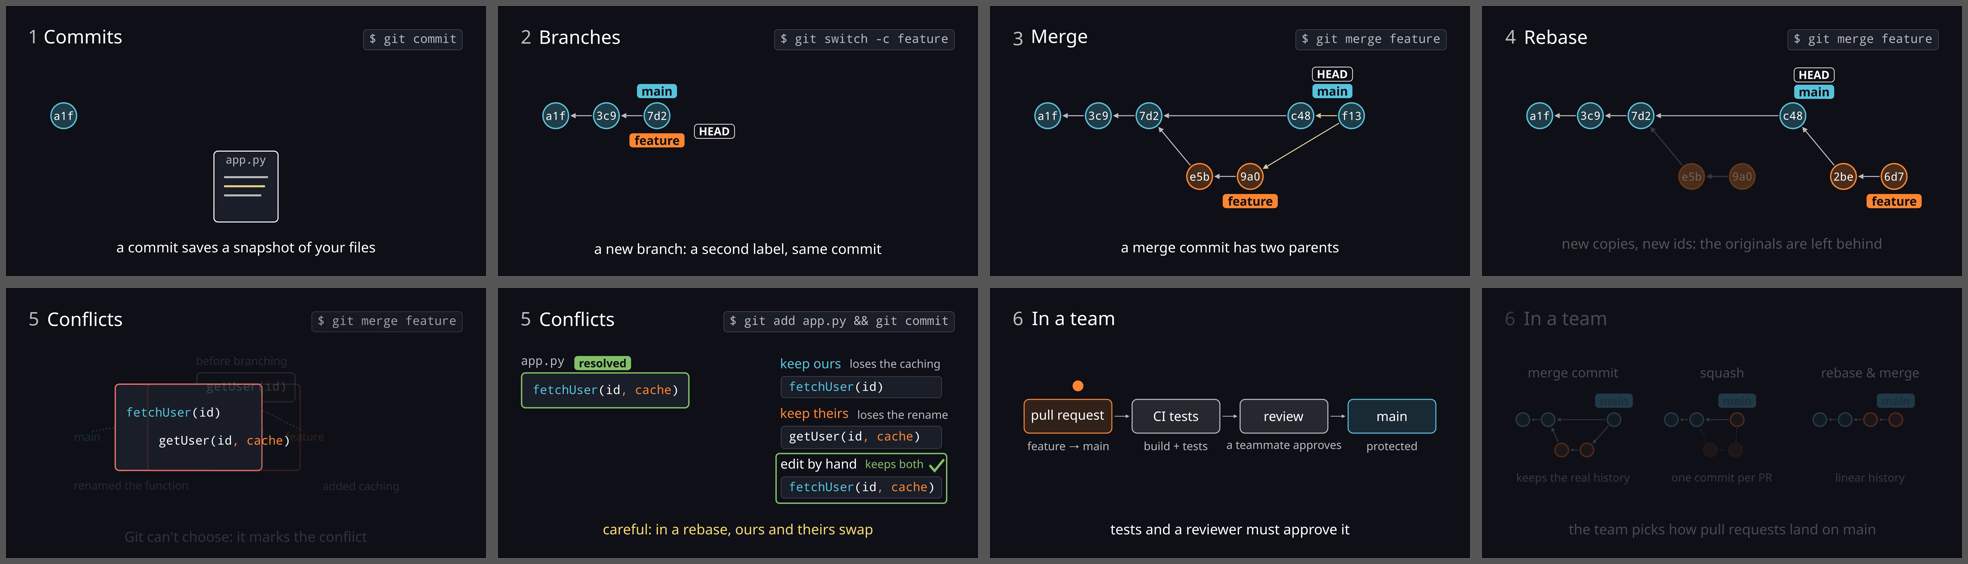 1 Commits
$ git commit
a1f
app.py
a commit saves a snapshot of your files
2 Branches
$ git switch -c feature
main
a1f 3c9 7d2
HEAD
feature
a new branch: a second label, same commit
3 Merge
$ git merge feature
HEAD
main
a1f 3c9 7d2 c48 f13
e5b 9a0
feature
a merge commit has two parents
4 Rebase
$ git merge feature
HEAD
main
a1f 3c9 7d2 c48
e5b 9a0 2be 6d7
feature
new copies, new ids: the originals are left behind
5 Conflicts
$ git merge feature
before branching
getUser(id)
fetchUser(id)
main
feature
getUser(id, cache)
renamed the function
added caching
Git can't choose: it marks the conflict
5 Conflicts
$ git add app.py && git commit
app.py resolved
fetchUser(id, cache)
keep ours loses the caching
fetchUser(id)
keep theirs loses the rename
getUser(id, cache)
edit by hand keeps both
fetchUser(id, cache)
careful: in a rebase, ours and theirs swap
6 In a team
pull request
CI tests
review
main
feature → main
build + tests
a teammate approves
protected
tests and a reviewer must approve it
6 In a team
merge commit
squash
rebase & merge
main
main
main
keeps the real history
one commit per PR
linear history
the team picks how pull requests land on main